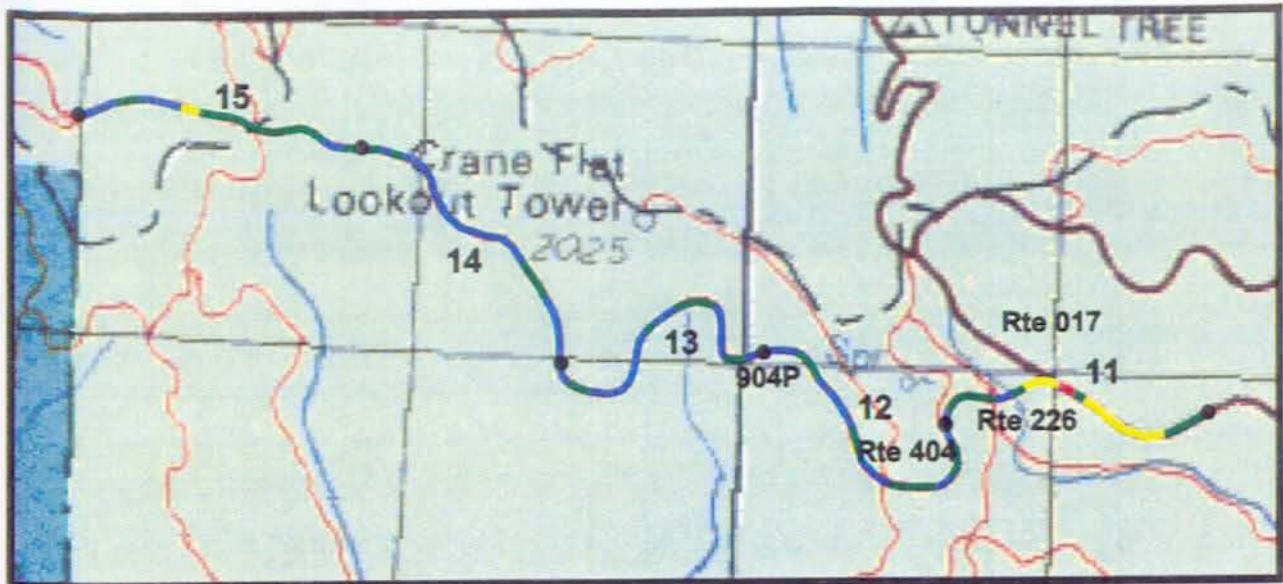 TUNNEL TREE
15
Crane Flat
Lookout Tower
2025
14
Rte 017
13
11
904P
12
Rte 226
Rte 404